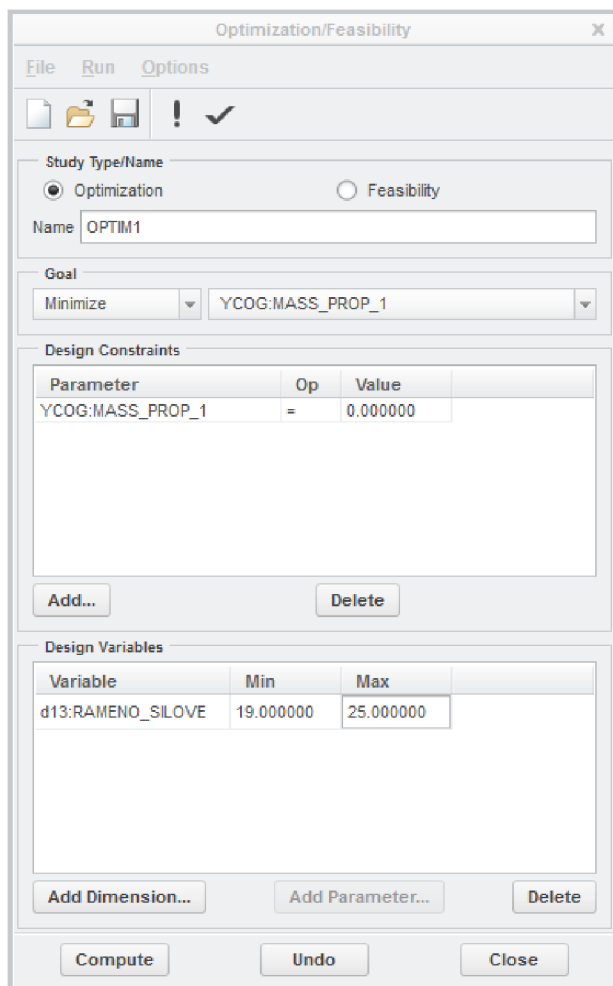 Optimization/Feasibility X
File Run Options
Study Type/Name
Optimization Feasibility
Name OPTIM1
Goal
Minimize YCOG:MASS_PROP_1
Design Constraints
Parameter Op Value
YCOG:MASS_PROP_1 = 0.000000
Add... Delete
Design Variables
Variable Min Max
d13:RAMENO_SILOVE 19.000000 25.000000
Add Dimension... Add Parameter... Delete
Compute Undo Close